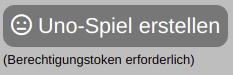 Uno-Spiel erstellen
(Berechtigungstoken erforderlich)